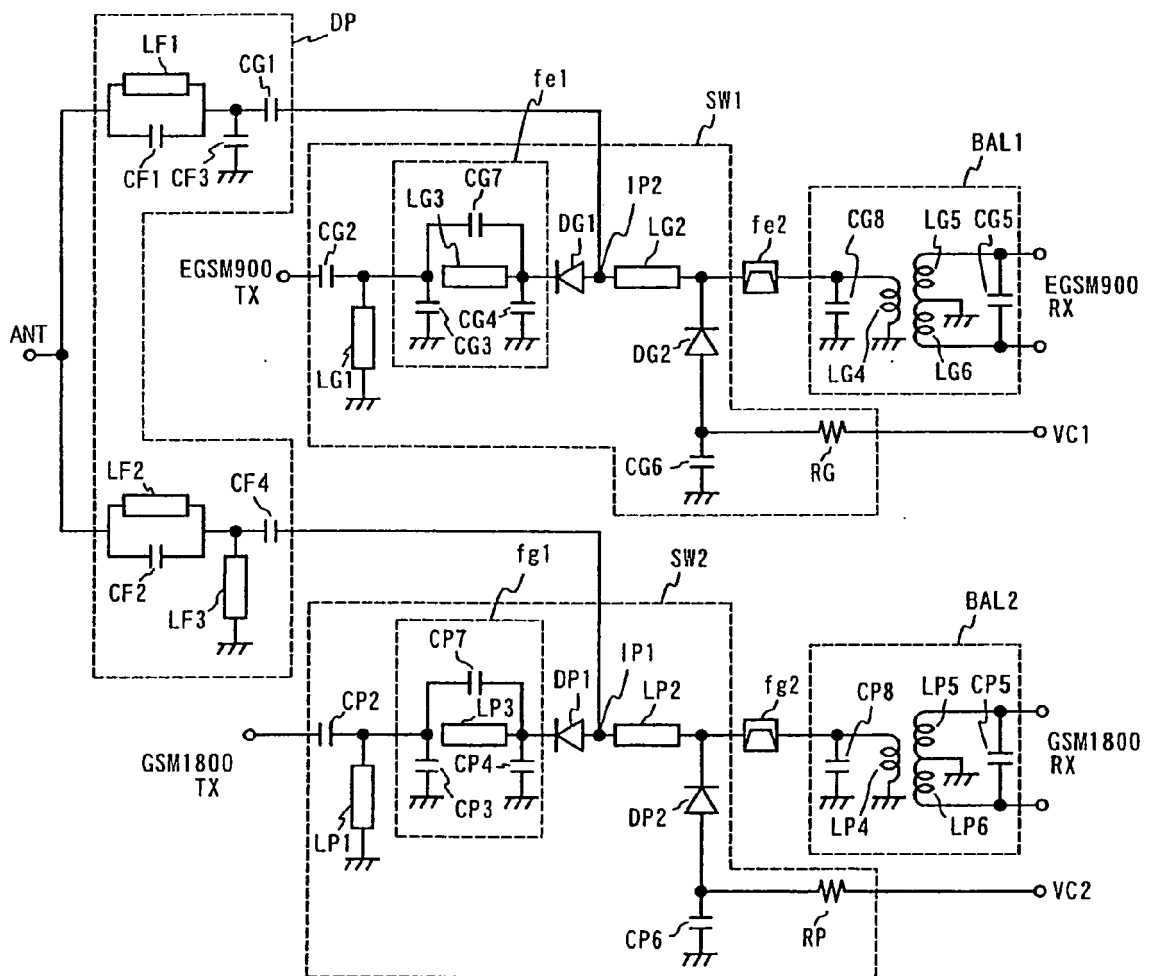 DP
LF1
CG1
fe1
SW1
CF1
CF3
BAL1
CG7
IP2
LG3
DG1
LG2
fe2
CG8
LG5
CG5
CG2
EGSM900
TX
EGSM900
RX
CG4
CG3
ANT
LG1
DG2
LG4
LG6
VC1
LF2
CF4
CG6
RG
fg1
SW2
CF2
LF3
BAL2
CP7
IP1
DP1
LP2
fg2
CP8
LP5
CP5
CP2
LP3
GSM1800
TX
GSM1800
RX
CP4
CP3
LP1
DP2
LP4
LP6
VC2
CP6
RP